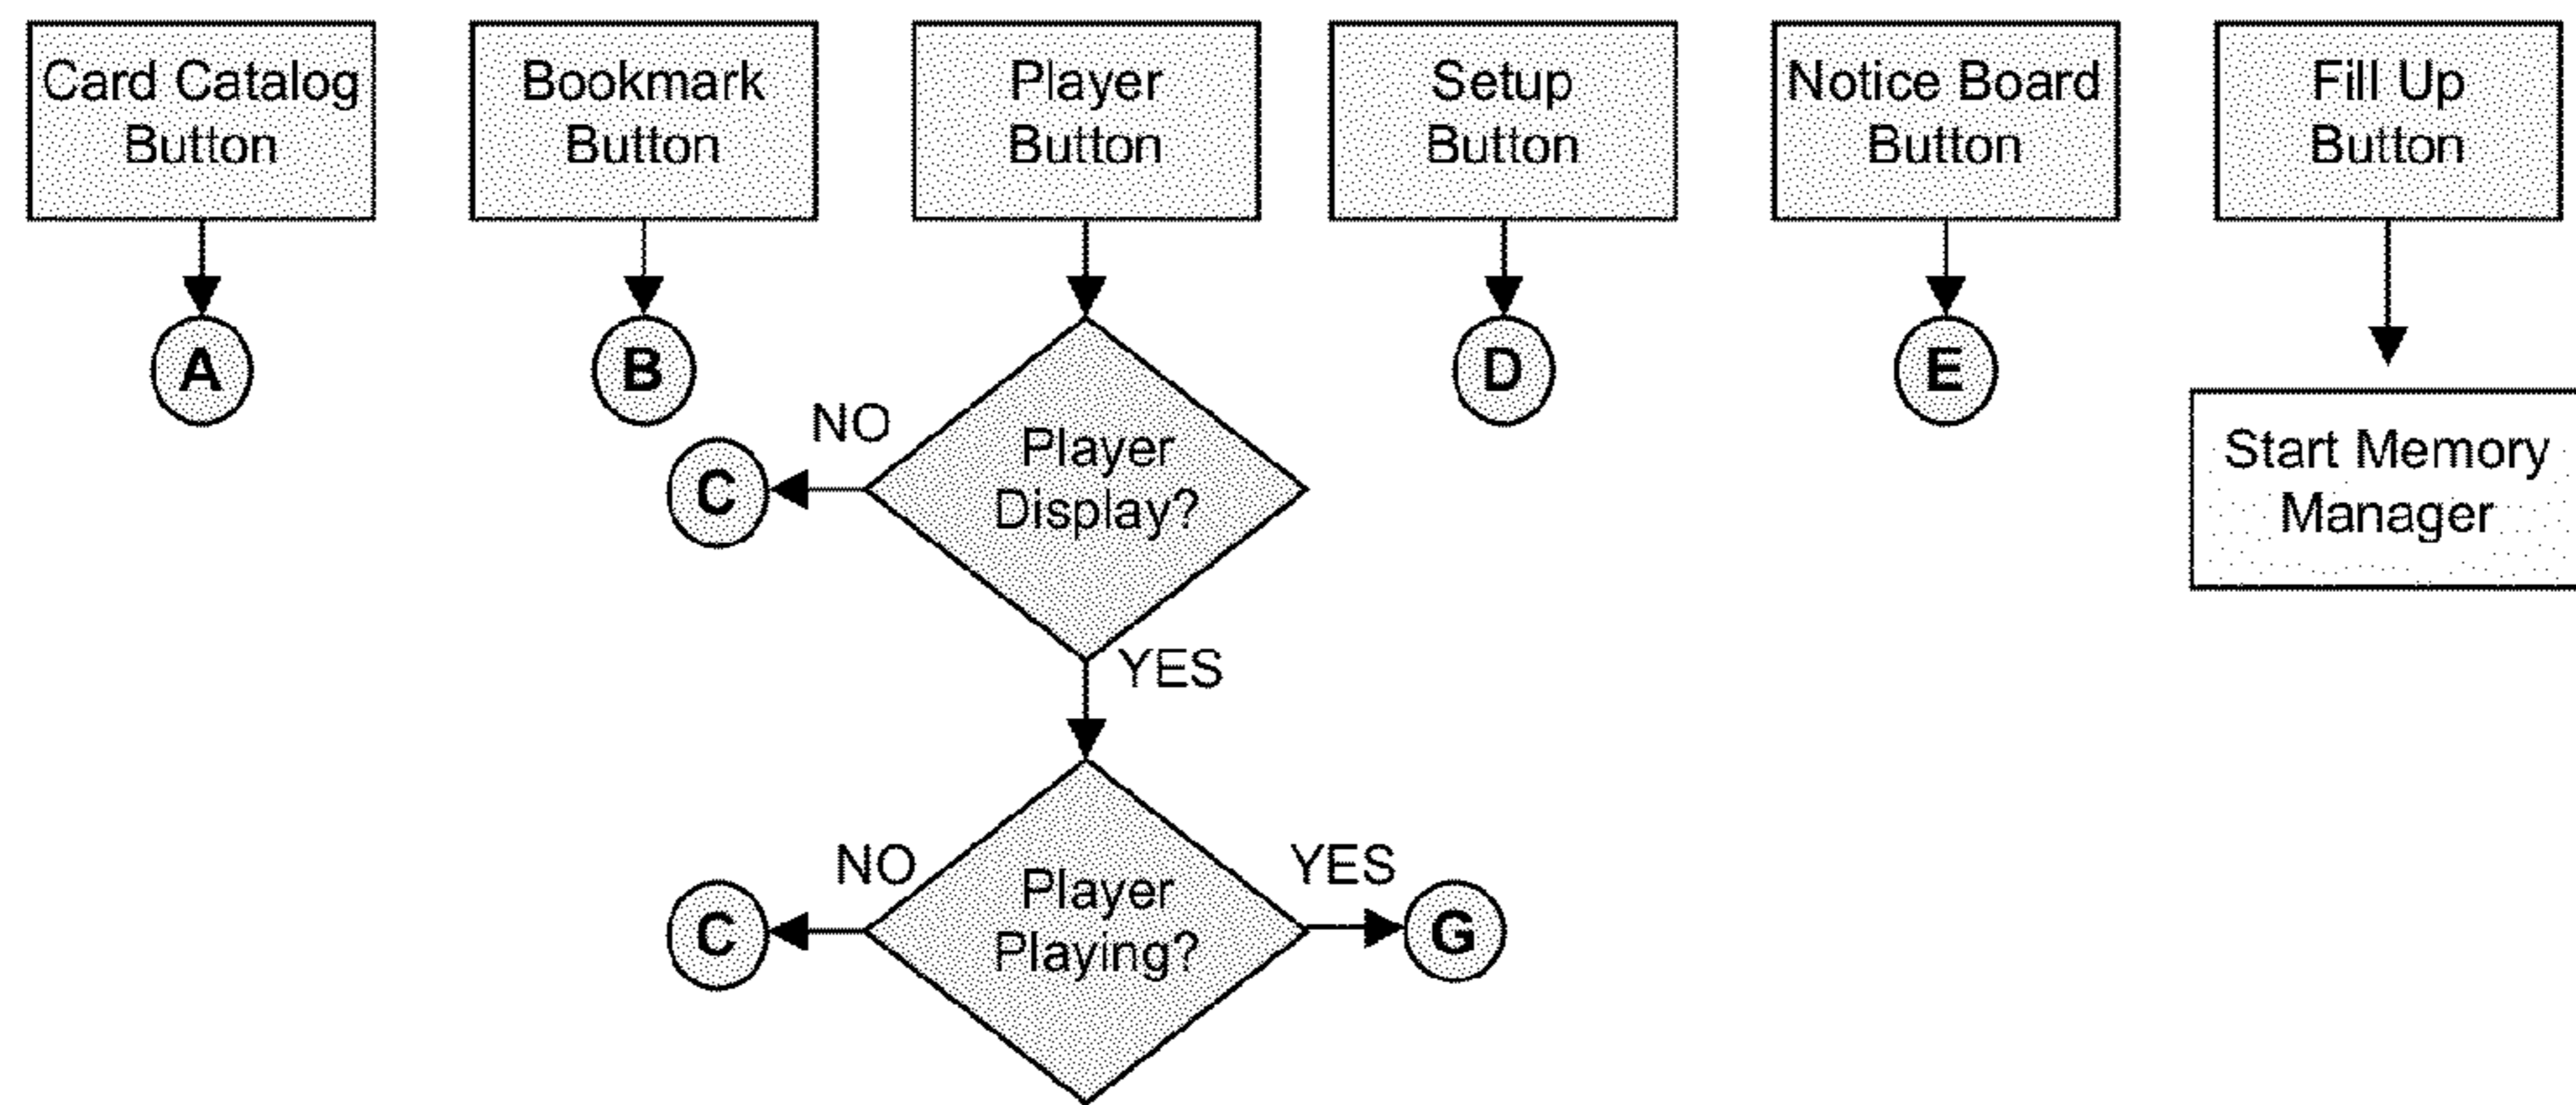 Card Catalog
Button
Bookmark
Button
Player
Button
Setup
Button
Notice Board
Button
Fill Up
Button
A
B
D
E
NO
C
Player
Display?
Start Memory
Manager
YES
NO
YES
C
Player
Playing?
G